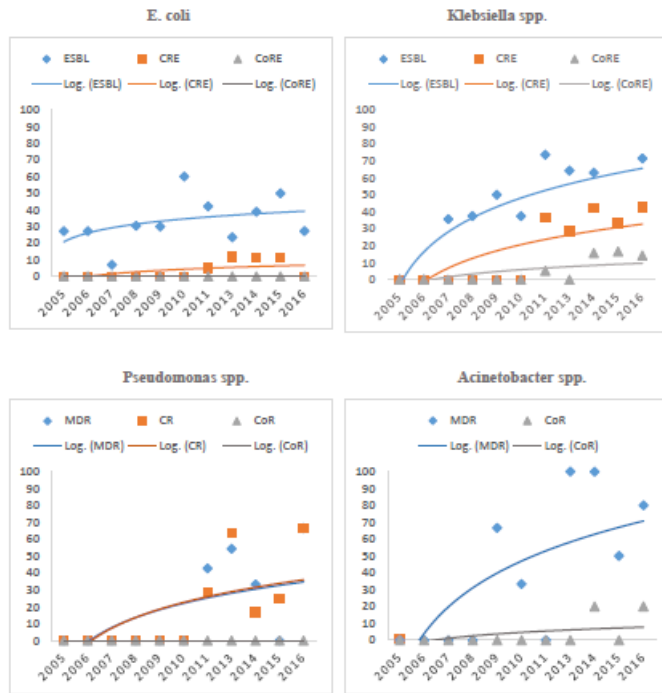 E. coli
ESBL CRE CoRE
Log. (ESBL) Log. (CRE) Log. (CoRE)
100
90
80
70
60
50
40
30
20
10
0
2005 2006 2007 2008 2009 2010 2011 2013 2014 2015 2016
Klebsiella spp.
ESBL CRE CoRE
Log. (ESBL) Log. (CRE) Log. (CoRE)
100
90
80
70
60
50
40
30
20
10
0
2005 2006 2007 2008 2009 2010 2011 2013 2014 2015 2016
Pseudomonas spp.
MDR CR CoR
Log. (MDR) Log. (CR) Log. (CoR)
100
90
80
70
60
50
40
30
20
10
0
2005 2006 2007 2008 2009 2010 2011 2013 2014 2015 2016
Acinetobacter spp.
MDR CoR
Log. (MDR) Log. (CoR)
100
90
80
70
60
50
40
30
20
10
0
2005 2006 2007 2008 2009 2010 2011 2013 2014 2015 2016